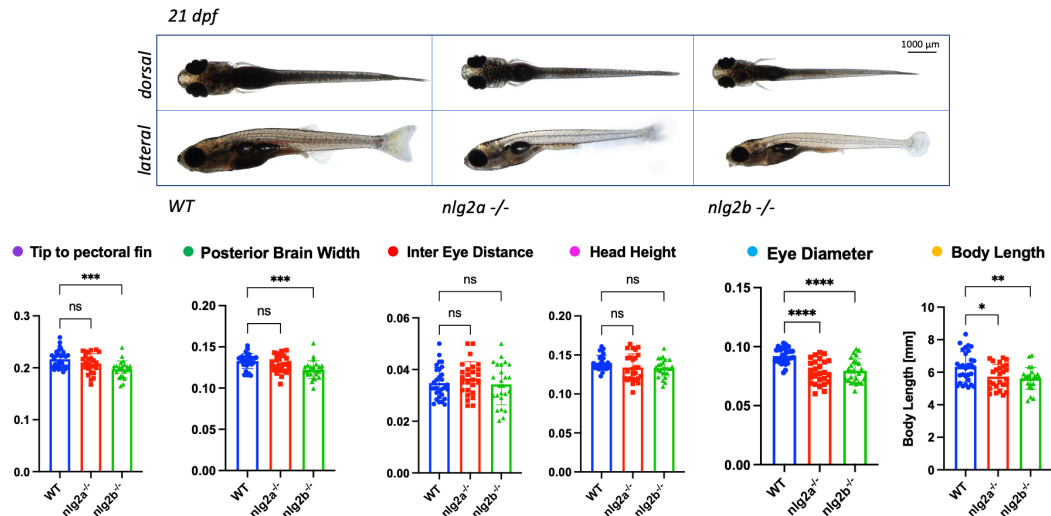 21 dpf
dorsal
1000 µm
lateral
WT
nlg2a -/-
nlg2b -/-
Tip to pectoral fin
0.3
0.2
0.1
0.0
***
ns
WT
nlg2a-/-
nlg2b-/-
Posterior Brain Width
0.20
0.15
0.10
0.05
0.00
***
ns
WT
nlg2a-/-
nlg2b-/-
Inter Eye Distance
0.06
0.04
0.02
0.00
ns
ns
WT
nlg2a-/-
nlg2b-/-
Head Height
0.20
0.15
0.10
0.05
0.00
ns
ns
WT
nlg2a-/-
nlg2b-/-
Eye Diameter
0.15
0.10
0.05
0.00
****
****
WT
nlg2a-/-
nlg2b-/-
Body Length
Body Length [mm]
10
8
6
4
2
0
**
*
WT
nlg2a-/-
nlg2b-/-